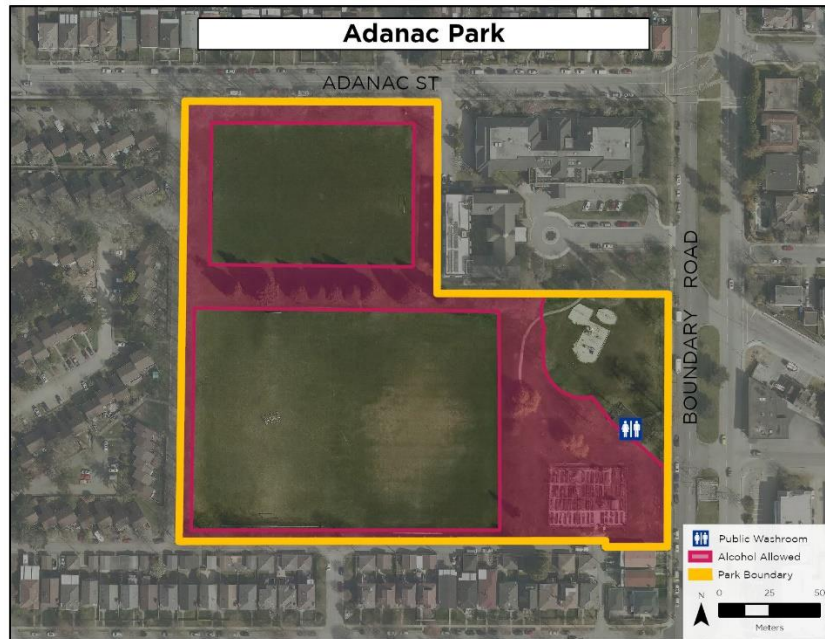 Adanac Park
ADANAC ST
BOUNDARY ROAD
Public Washroom
Alcohol Allowed
Park Boundary
N
0 25 50
Meters